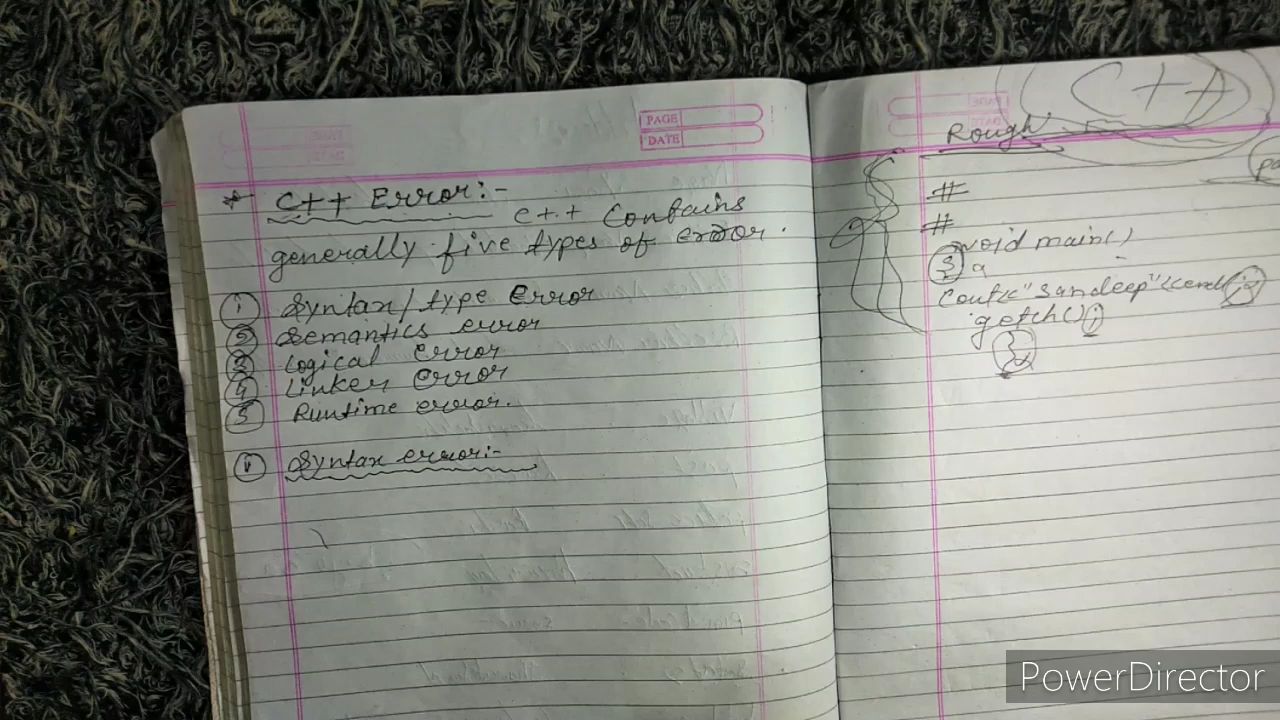 PAGE
DATE
* C++ Error:-
C++ Contains
generally five types of error.
① Syntax/type Error
② Semantics error
③ Logical error
④ Linker error
⑤ Runtime error.
① Syntax error:-
C++
Rough
#
#
void main()
{
cout<<"Sandeep"<<endl;
getch();
}
PowerDirector